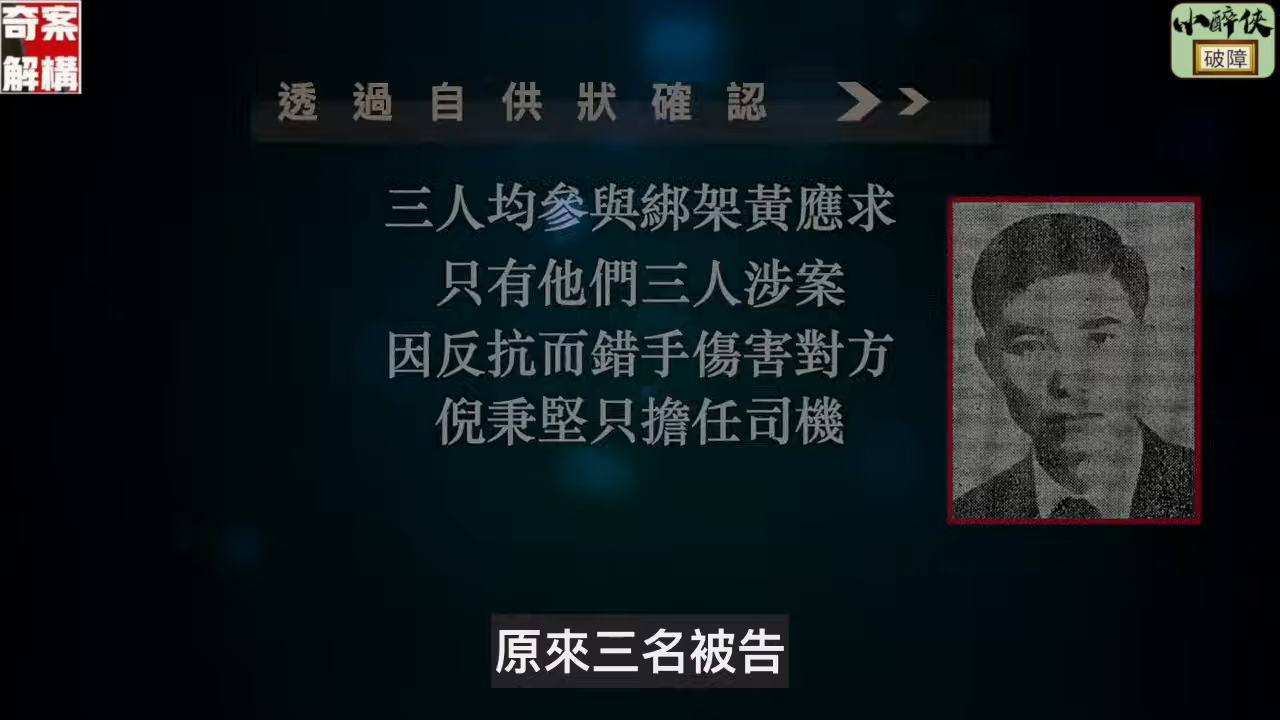 奇案
解構
小醉俠
破障
透過自供狀確認
三人均參與綁架黃應求
只有他們三人涉案
因反抗而錯手傷害對方
倪秉堅只擔任司機
原來三名被告